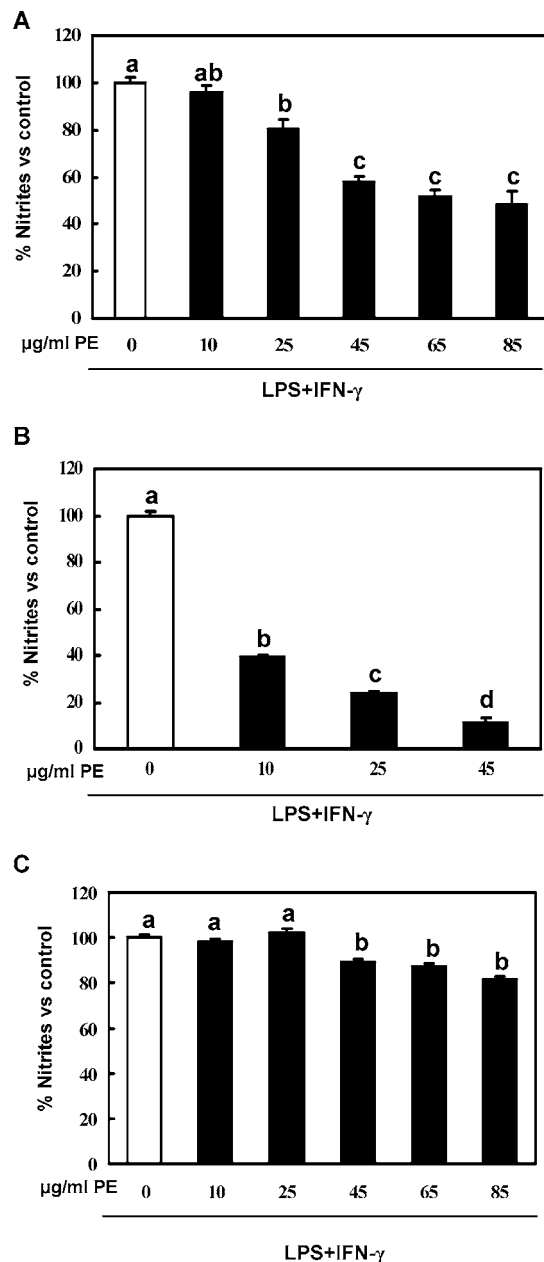 A
120
a
ab
100
b
80
c
c
c
60
40
20
0
% Nitrites vs control
µg/ml PE 0 10 25 45 65 85
LPS+IFN-γ
B
120
a
100
80
60
b
40
c
20
d
0
% Nitrites vs control
µg/ml PE 0 10 25 45
LPS+IFN-γ
C
120
a a a
100
b b b
80
60
40
20
0
% Nitrites vs control
µg/ml PE 0 10 25 45 65 85
LPS+IFN-γ